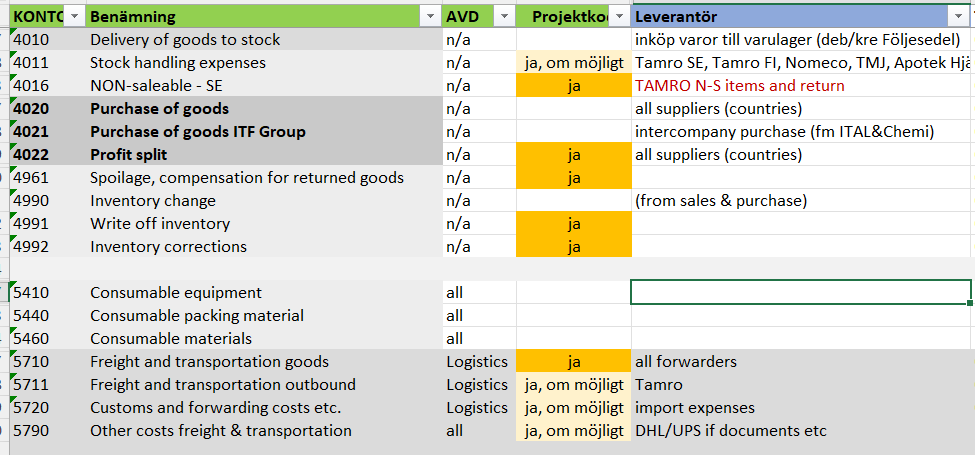 KONTO Benämning AVD Projektko Leverantör
4010 Delivery of goods to stock n/a inköp varor till varulager (deb/kre Följesedel)
4011 Stock handling expenses n/a ja, om möjligt Tamro SE, Tamro FI, Nomeco, TMJ, Apotek Hjä
4016 NON-saleable - SE n/a ja TAMRO N-S items and return
4020 Purchase of goods n/a all suppliers (countries)
4021 Purchase of goods ITF Group n/a intercompany purchase (fm ITAL&Chemi)
4022 Profit split n/a ja all suppliers (countries)
4961 Spoilage, compensation for returned goods n/a ja
4990 Inventory change n/a (from sales & purchase)
4991 Write off inventory n/a ja
4992 Inventory corrections n/a ja
5410 Consumable equipment all
5440 Consumable packing material all
5460 Consumable materials all
5710 Freight and transportation goods Logistics ja all forwarders
5711 Freight and transportation outbound Logistics ja, om möjligt Tamro
5720 Customs and forwarding costs etc. Logistics ja, om möjligt import expenses
5790 Other costs freight & transportation all ja, om möjligt DHL/UPS if documents etc